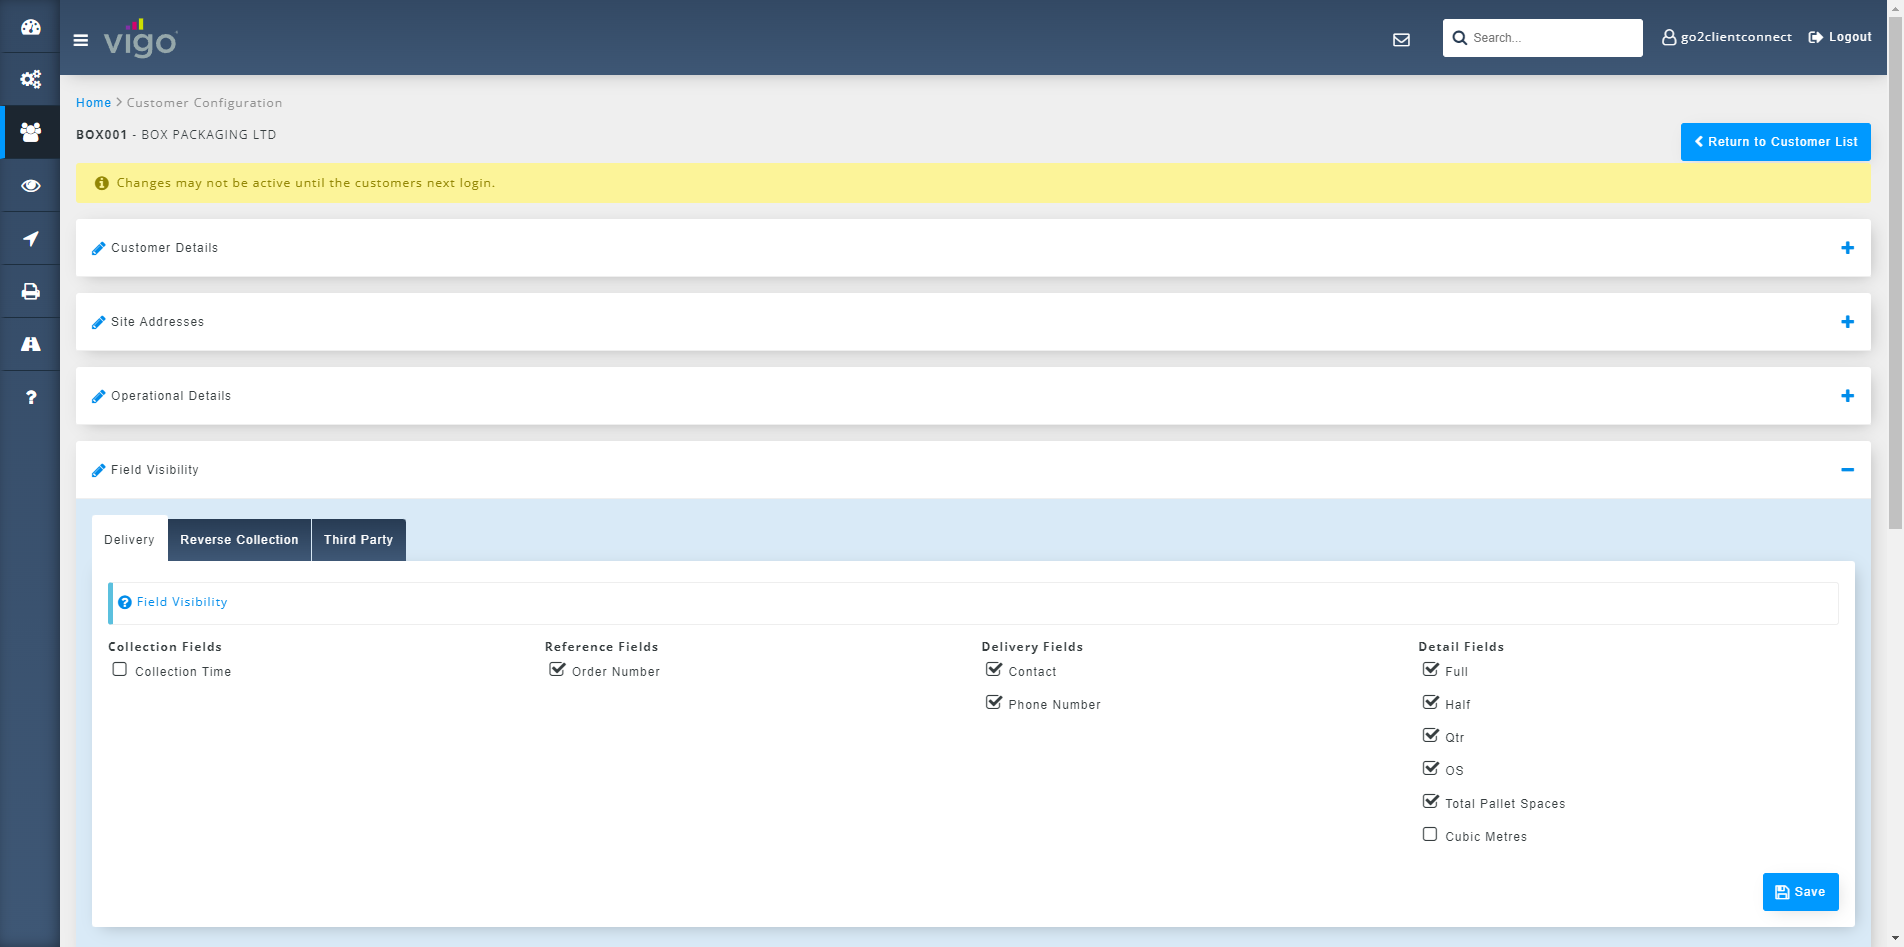 vigo
Search...
go2clientconnect
Logout
Home > Customer Configuration
BOX001 - BOX PACKAGING LTD
Return to Customer List
Changes may not be active until the customers next login.
Customer Details
Site Addresses
Operational Details
Field Visibility
Delivery Reverse Collection Third Party
Field Visibility
Collection Fields
Collection Time
Reference Fields
Order Number
Delivery Fields
Contact
Phone Number
Detail Fields
Full
Half
Qtr
OS
Total Pallet Spaces
Cubic Metres
Save